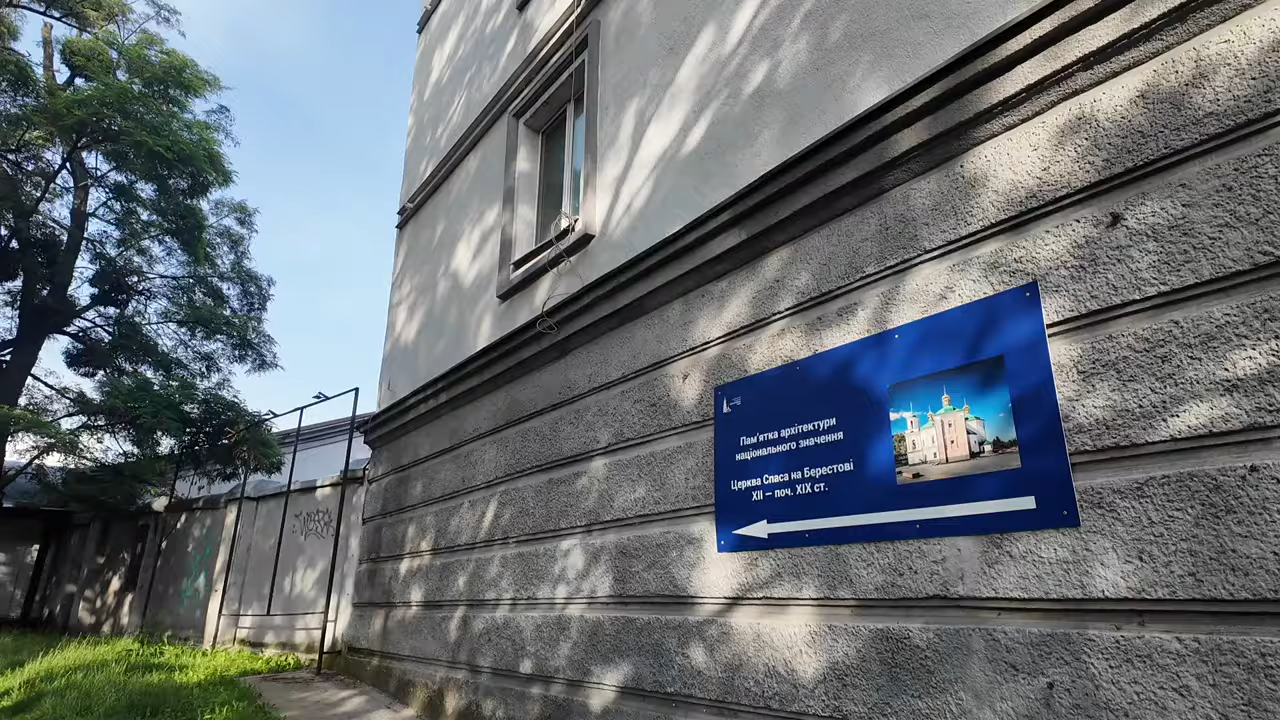 Пам'ятка архітектури
національного значення
Церква Спаса на Берестові
XII – поч. XIX ст.